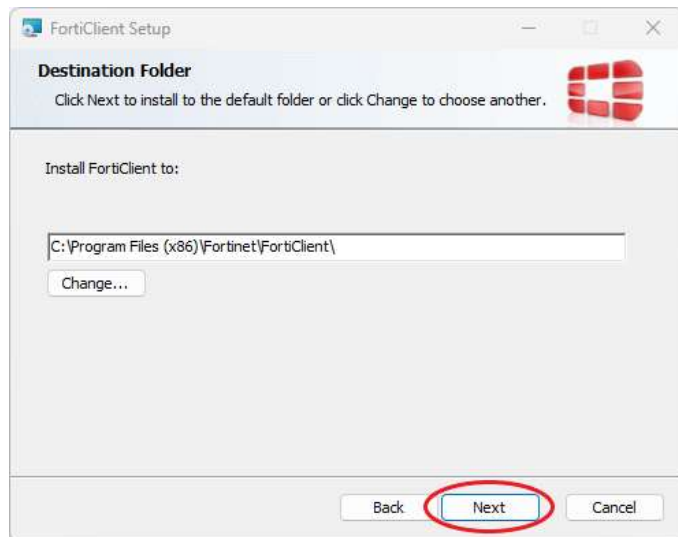 FortiClient Setup
Destination Folder
Click Next to install to the default folder or click Change to choose another.
Install FortiClient to:
C:\Program Files (x86)\Fortinet\FortiClient\
Change...
Back Next Cancel